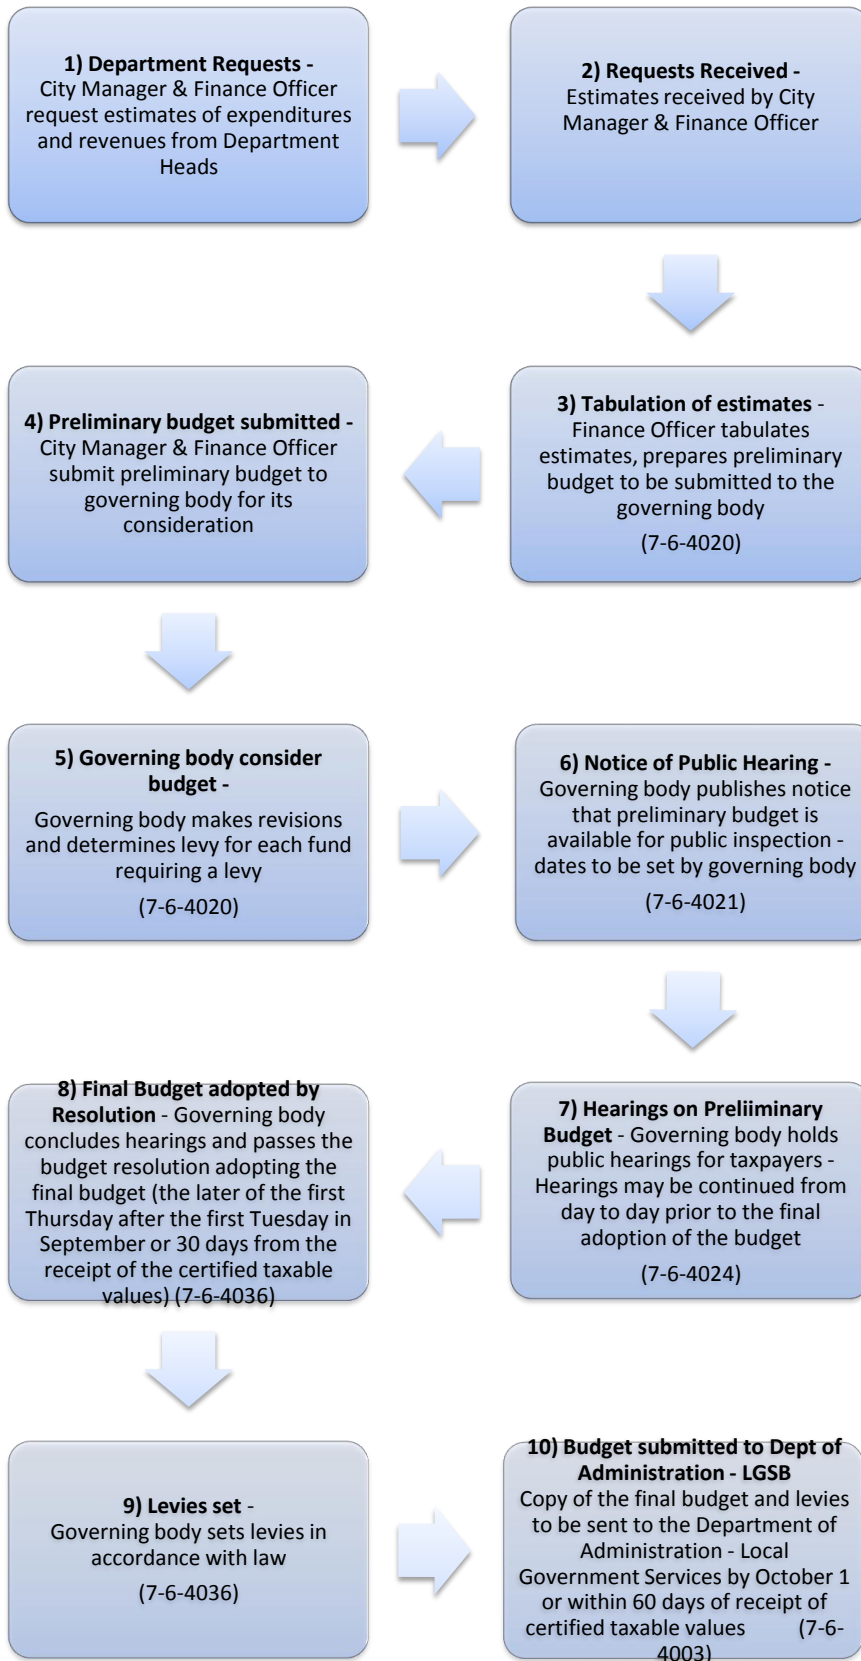 1) Department Requests -
City Manager & Finance Officer
request estimates of expenditures
and revenues from Department
Heads
2) Requests Received -
Estimates received by City
Manager & Finance Officer
3) Tabulation of estimates -
Finance Officer tabulates
estimates, prepares preliminary
budget to be submitted to the
governing body
(7-6-4020)
4) Preliminary budget submitted -
City Manager & Finance Officer
submit preliminary budget to
governing body for its
consideration
5) Governing body consider
budget -
Governing body makes revisions
and determines levy for each fund
requiring a levy
(7-6-4020)
6) Notice of Public Hearing -
Governing body publishes notice
that preliminary budget is
available for public inspection -
dates to be set by governing body
(7-6-4021)
7) Hearings on Preliiminary
Budget - Governing body holds
public hearings for taxpayers -
Hearings may be continued from
day to day prior to the final
adoption of the budget
(7-6-4024)
8) Final Budget adopted by
Resolution - Governing body
concludes hearings and passes the
budget resolution adopting the
final budget (the later of the first
Thursday after the first Tuesday in
September or 30 days from the
receipt of the certified taxable
values) (7-6-4036)
9) Levies set -
Governing body sets levies in
accordance with law
(7-6-4036)
10) Budget submitted to Dept of
Administration - LGSB
Copy of the final budget and levies
to be sent to the Department of
Administration - Local
Government Services by October 1
or within 60 days of receipt of
certified taxable values (7-6-
4003)